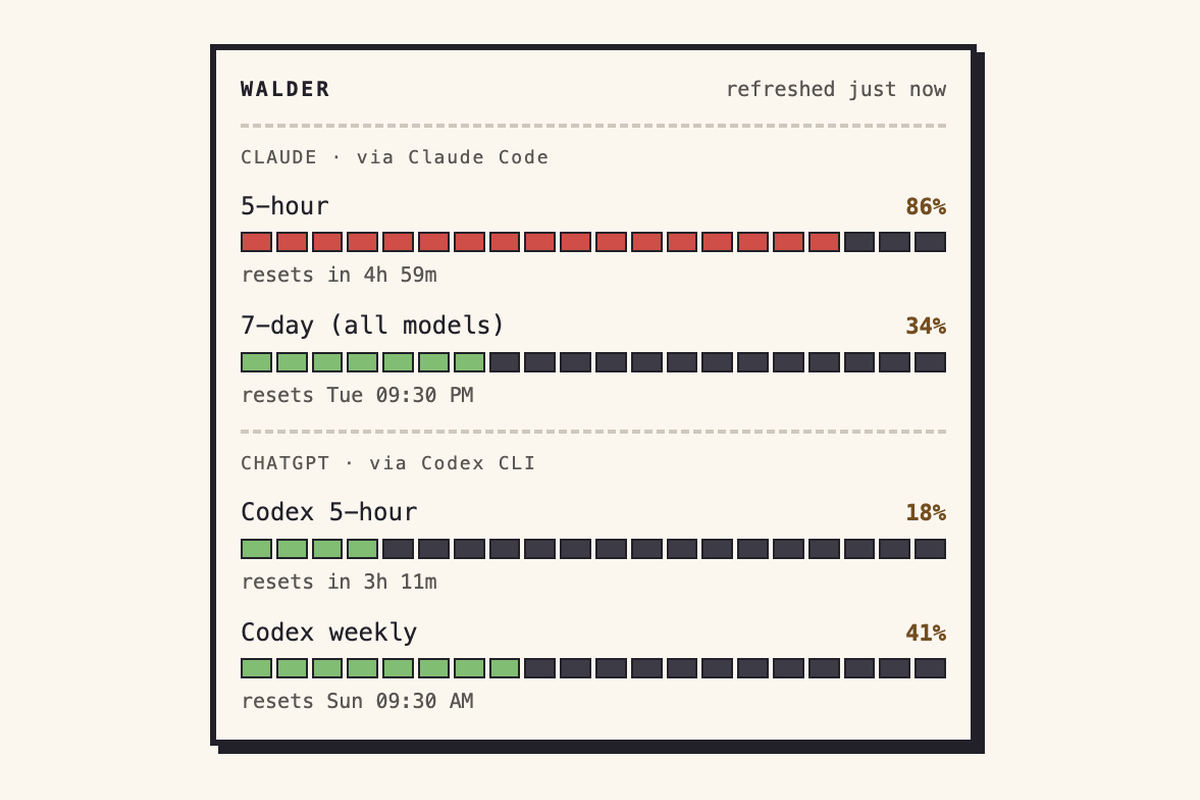 WALDER
refreshed just now
CLAUDE · via Claude Code
5-hour
86%
resets in 4h 59m
7-day (all models)
34%
resets Tue 09:30 PM
CHATGPT · via Codex CLI
Codex 5-hour
18%
resets in 3h 11m
Codex weekly
41%
resets Sun 09:30 AM